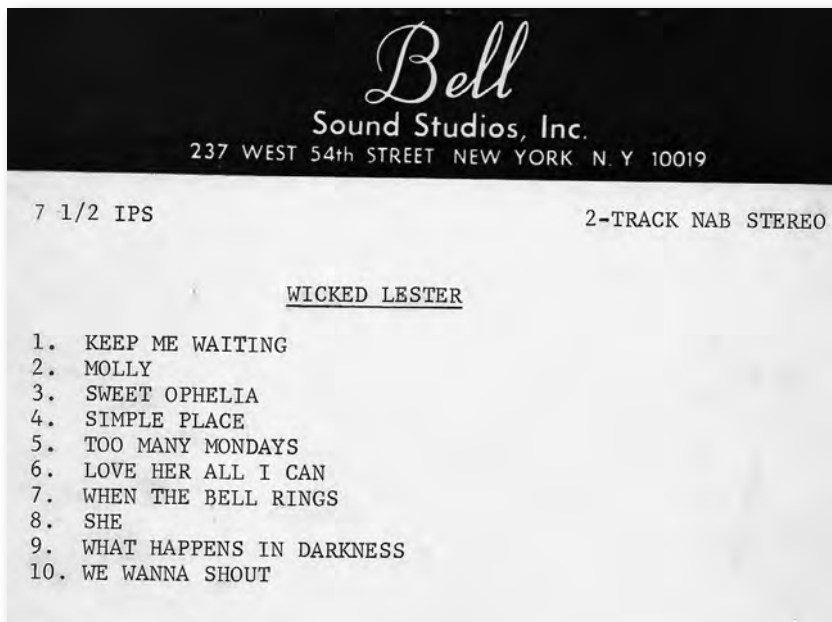 Bell
Sound Studios, Inc.
237 WEST 54th STREET NEW YORK N.Y 10019
7 1/2 IPS
2-TRACK NAB STEREO
WICKED LESTER
1. KEEP ME WAITING
2. MOLLY
3. SWEET OPHELIA
4. SIMPLE PLACE
5. TOO MANY MONDAYS
6. LOVE HER ALL I CAN
7. WHEN THE BELL RINGS
8. SHE
9. WHAT HAPPENS IN DARKNESS
10. WE WANNA SHOUT